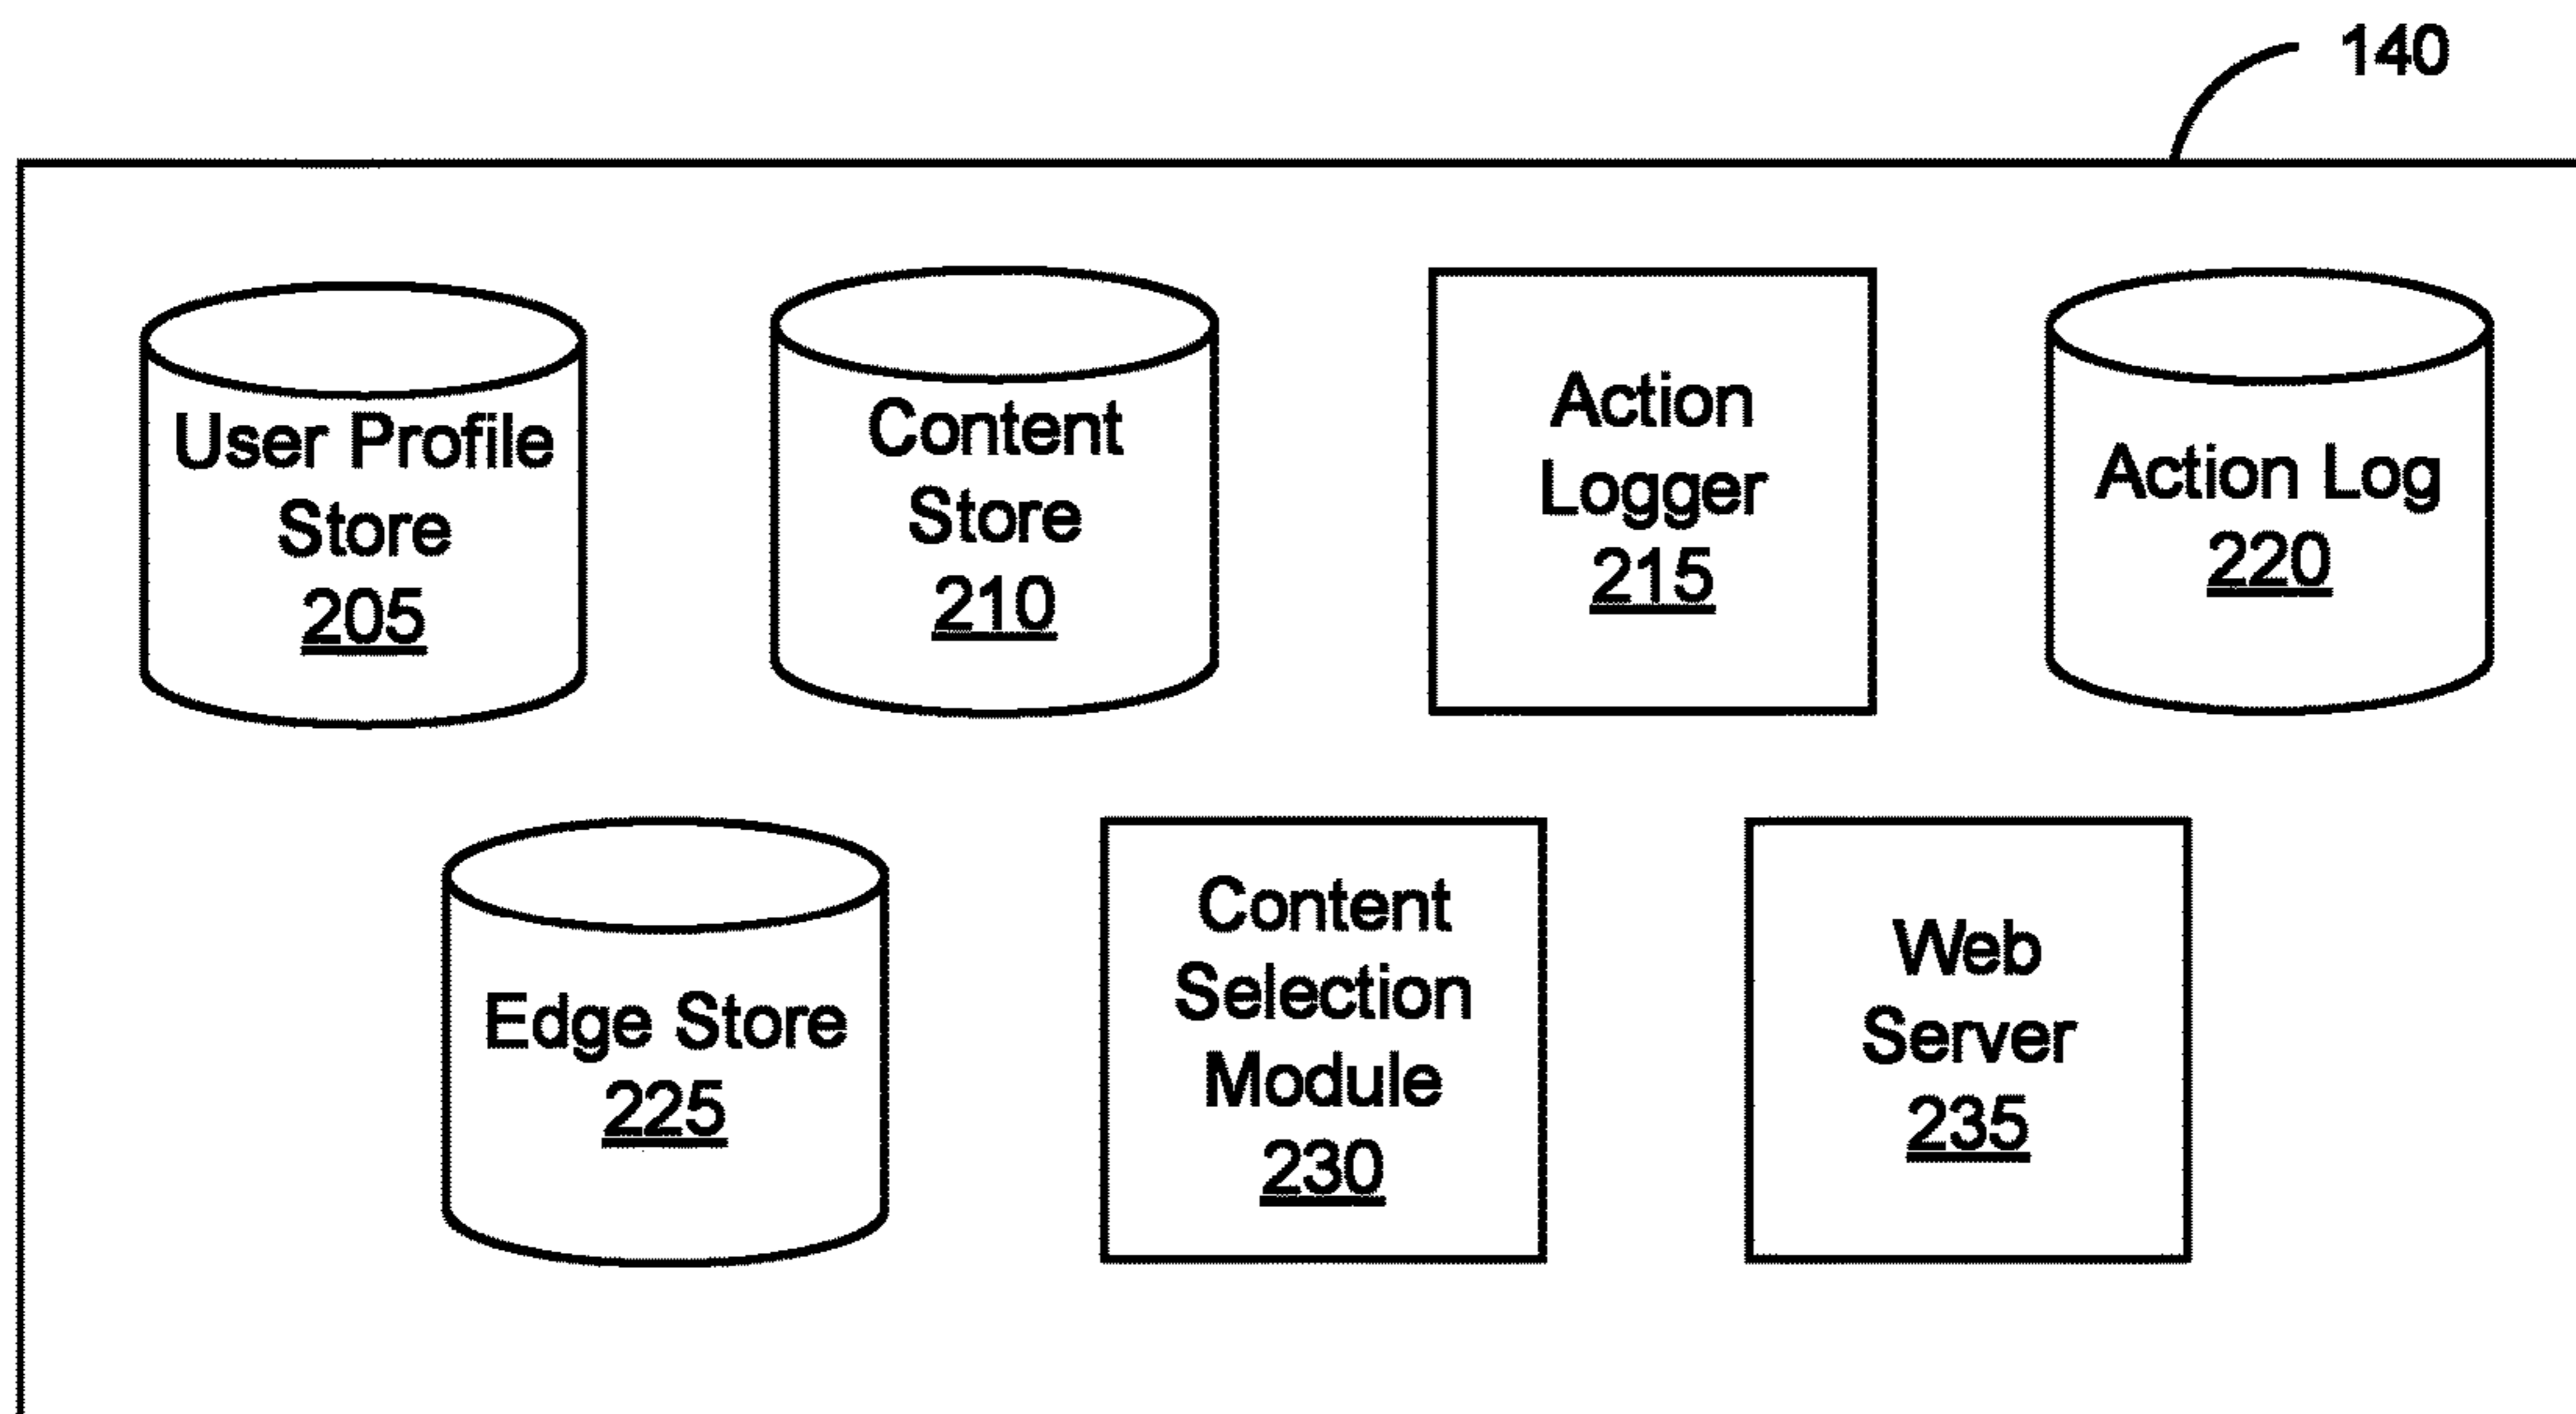 140
User Profile
Store
205
Content
Store
210
Action
Logger
215
Action Log
220
Edge Store
225
Content
Selection
Module
230
Web
Server
235